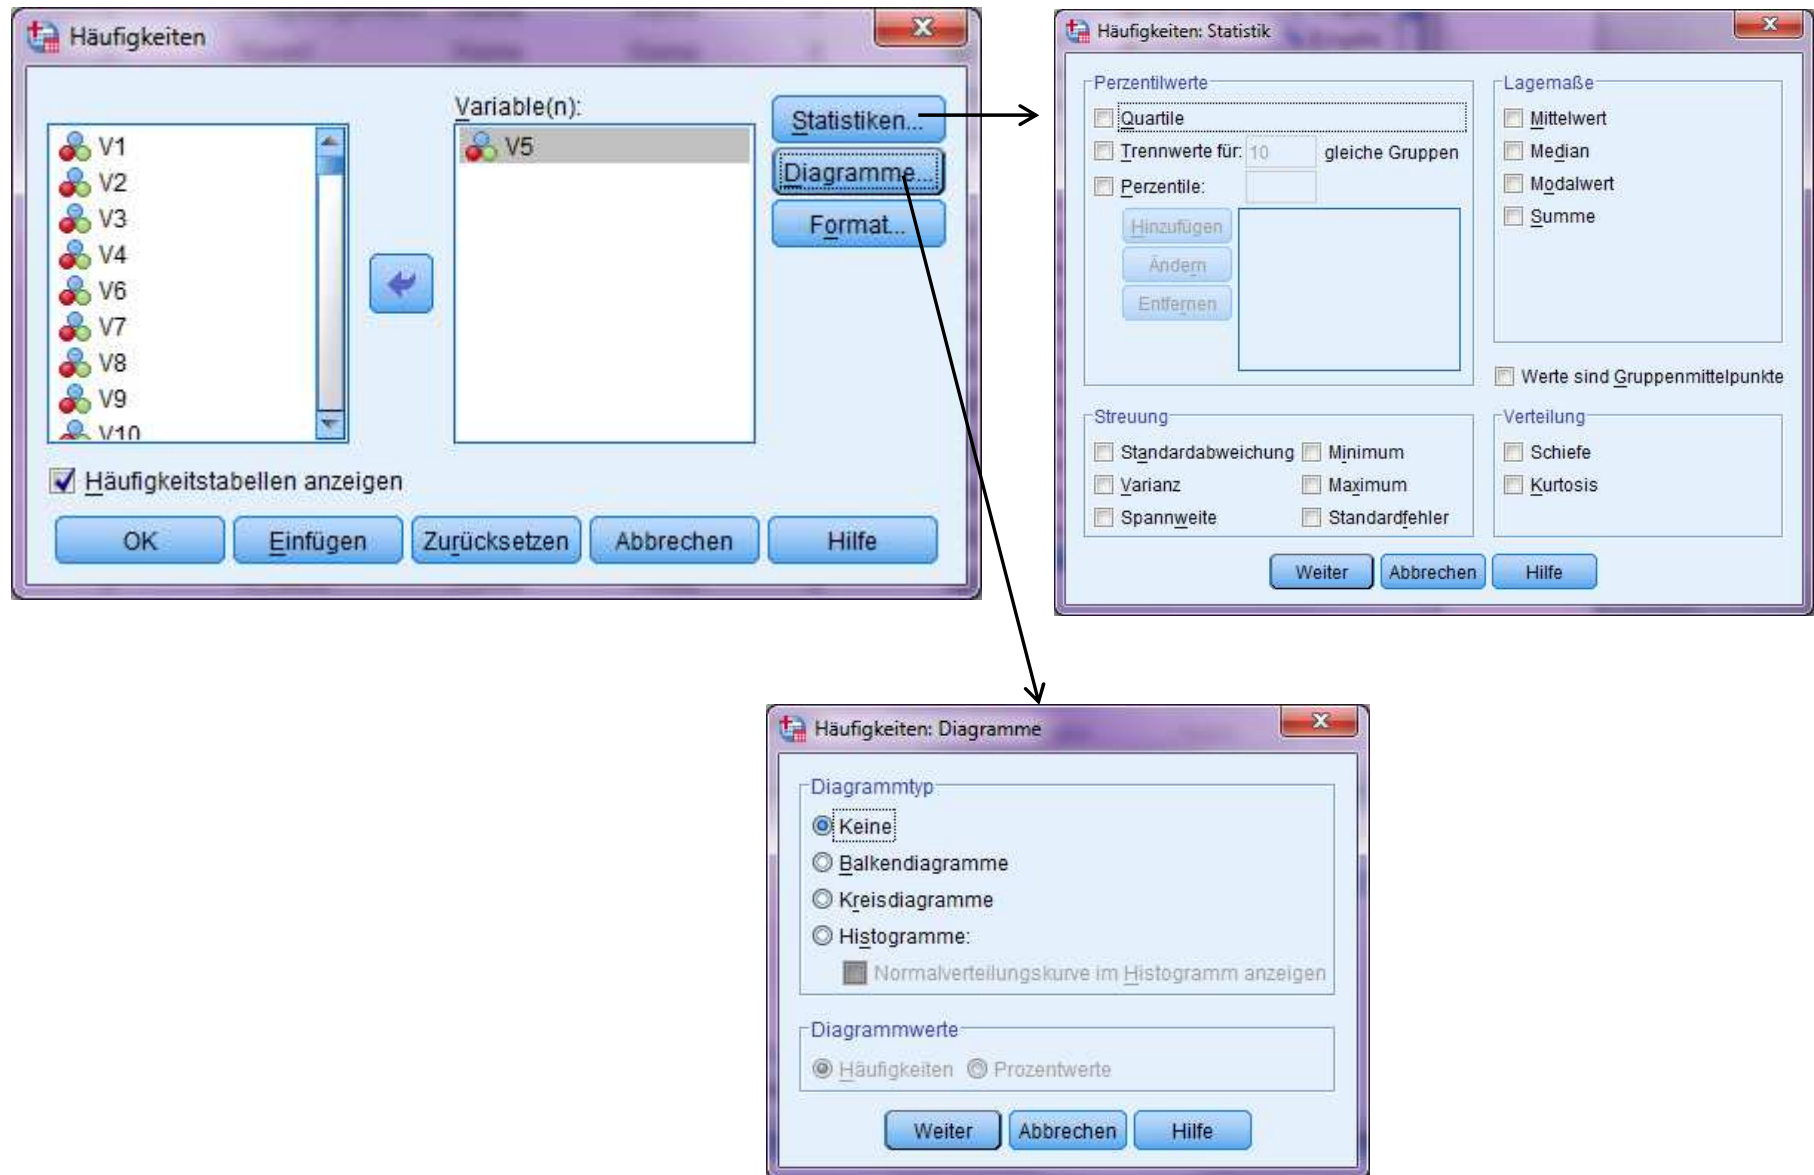 Häufigkeiten
Variable(n):
V1
V2
V3
V4
V6
V7
V8
V9
V10
V5
Statistiken...
Diagramme...
Format...
Häufigkeitstabellen anzeigen
OK Einfügen Zurücksetzen Abbrechen Hilfe
Häufigkeiten: Statistik
Perzentilwerte
Quartile
Trennwerte für: 10 gleiche Gruppen
Perzentile:
Hinzufügen
Ändern
Entfernen
Lagemaße
Mittelwert
Median
Modalwert
Summe
Werte sind Gruppenmittelpunkte
Streuung
Standardabweichung Minimum
Varianz Maximum
Spannweite Standardfehler
Verteilung
Schiefe
Kurtosis
Weiter Abbrechen Hilfe
Häufigkeiten: Diagramme
Diagrammtyp
Keine
Balkendiagramme
Kreisdiagramme
Histogramme:
Normalverteilungskurve im Histogramm anzeigen
Diagrammwerte
Häufigkeiten Prozentwerte
Weiter Abbrechen Hilfe